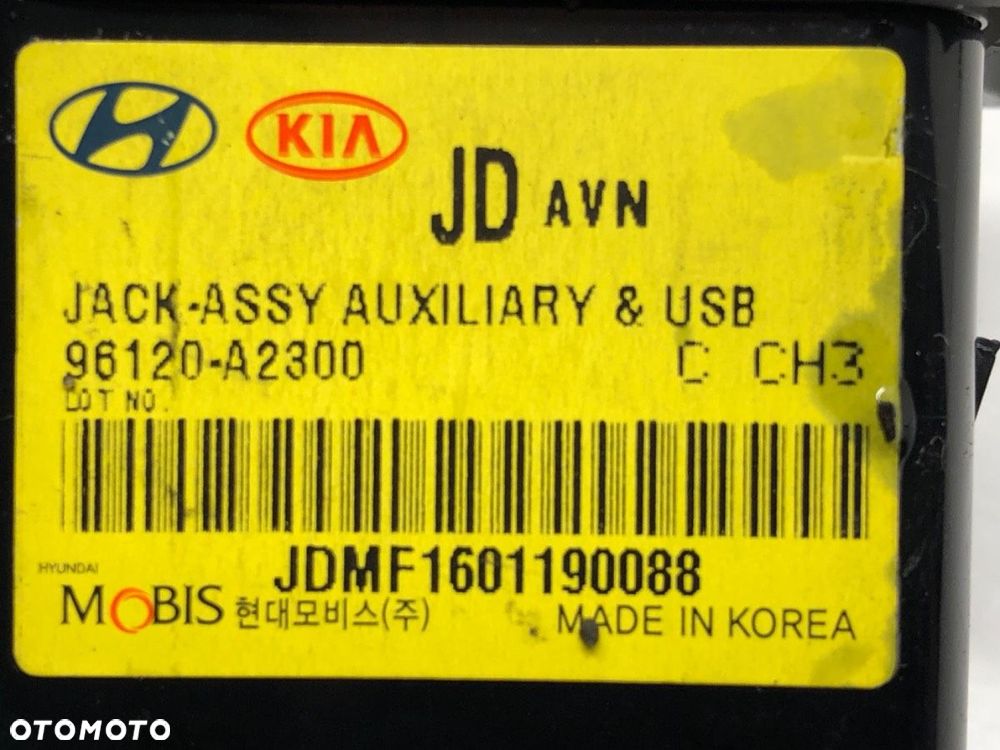 KIA
JD AVN
JACK-ASSY AUXILIARY & USB
96120-A2300 C CH3
LOT NO.
JDMF1601190088
HYUNDAI
MOBIS 현대모비스(주) MADE IN KOREA
OTOMOTO